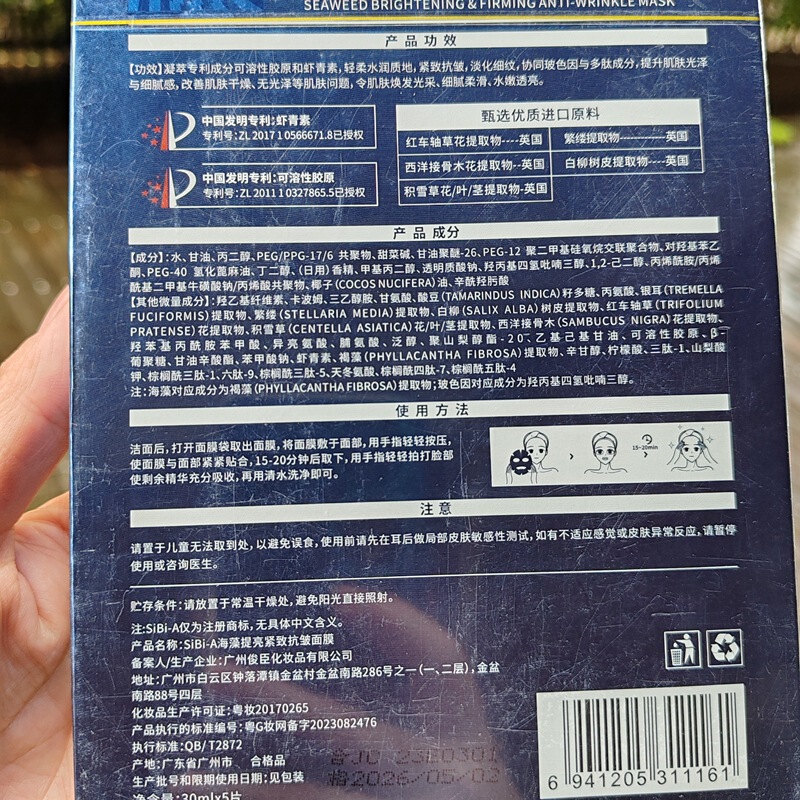 SEAWEED BRIGHTENING & FIRMING ANTI-WRINKLE MASK
产品功效
【功效】凝萃专利成分可溶性胶原和虾青素,轻柔水润质地,紧致抗皱,淡化细纹,协同玻色因与多肽成分,提升肌肤光泽
与细腻感,改善肌肤干燥、无光泽等肌肤问题,令肌肤焕发光采、细腻柔滑、水嫩透亮。
中国发明专利:虾青素
专利号:ZL 2017 1 0566671.8已授权
中国发明专利:可溶性胶原
专利号:ZL 2011 1 0327865.5已授权
甄选优质进口原料
红车轴草花提取物----英国
繁缕提取物------------英国
西洋接骨木花提取物---英国
白柳树皮提取物----英国
积雪草花/叶/茎提取物-英国
产品成分
【成分】:水、甘油、丙二醇、PEG/PPG-17/6 共聚物、甜菜碱、甘油聚醚-26、PEG-12 聚二甲基硅氧烷交联聚合物、对羟基苯乙
酮、PEG-40 氢化蓖麻油、丁二醇、(日用)香精、甲基丙二醇、透明质酸钠、羟丙基四氢吡喃三醇、1,2-己二醇、丙烯酰胺/丙烯
酰基二甲基牛磺酸钠/丙烯酸共聚物、椰子(COCOS NUCIFERA)油、辛酰羟肟酸
【其他微量成分】:羟乙基纤维素、卡波姆、三乙醇胺、甘氨酸、酸豆(TAMARINDUS INDICA)籽多糖、丙氨酸、银耳(TREMELLA
FUCIFORMIS)提取物、繁缕(STELLARIA MEDIA)提取物、白柳(SALIX ALBA)树皮提取物、红车轴草(TRIFOLIUM
PRATENSE)花提取物、积雪草(CENTELLA ASIATICA)花/叶/茎提取物、西洋接骨木(SAMBUCUS NIGRA)花提取物、
羟苯基丙酰胺苯甲酸、异亮氨酸、脯氨酸、泛醇、聚山梨醇酯-20、乙基己基甘油、可溶性胶原、β-
葡聚糖、甘油辛酸酯、苯甲酸钠、虾青素、褐藻(PHYLLACANTHA FIBROSA)提取物、辛甘醇、柠檬酸、三肽-1、山梨酸
钾、棕榈酰三肽-1、六肽-9、棕榈酰三肽-5、天冬氨酸、棕榈酰四肽-7、棕榈酰五肽-4
注:海藻对应成分为褐藻(PHYLLACANTHA FIBROSA)提取物;玻色因对应成分为羟丙基四氢吡喃三醇。
使用方法
洁面后,打开面膜袋取出面膜,将面膜敷于面部,用手指轻轻按压,
使面膜与面部紧紧贴合,15-20分钟后取下,用手指轻轻拍打脸部
使剩余精华充分吸收,再用清水洗净即可。
15-20min
注意
请置于儿童无法取到处,以避免误食,使用前请先在耳后做局部皮肤敏感性测试,如有不适应感觉或皮肤异常反应,请暂停
使用或咨询医生。
贮存条件:请放置于常温干燥处,避免阳光直接照射。
注:SiBi-A仅为注册商标,无具体中文含义。
产品名称:SiBi-A海藻提亮紧致抗皱面膜
备案人/生产企业:广州俊臣化妆品有限公司
地址:广州市白云区钟落潭镇金盆村金盆南路286号之一(一、二层),金盆
南路88号四层
化妆品生产许可证:粤妆20170265
产品执行的标准编号:粤G妆网备字2023082476
执行标准:QB/T2872
产地:广东省广州市 合格品
生产批号和限期使用日期:见包装
净含量:30mlx5片
合JC 23E0301
格2026/05/02
6 941205 311161